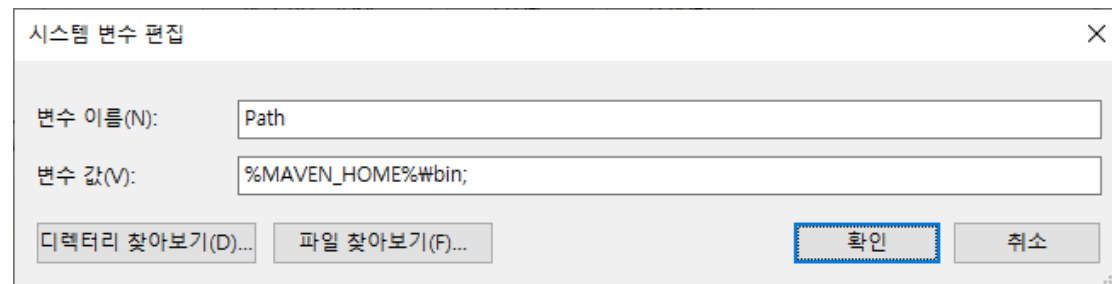 시스템 변수 편집
변수 이름(N):
Path
변수 값(V):
%MAVEN_HOME%₩bin;
디렉터리 찾아보기(D)...
파일 찾아보기(F)...
확인
취소